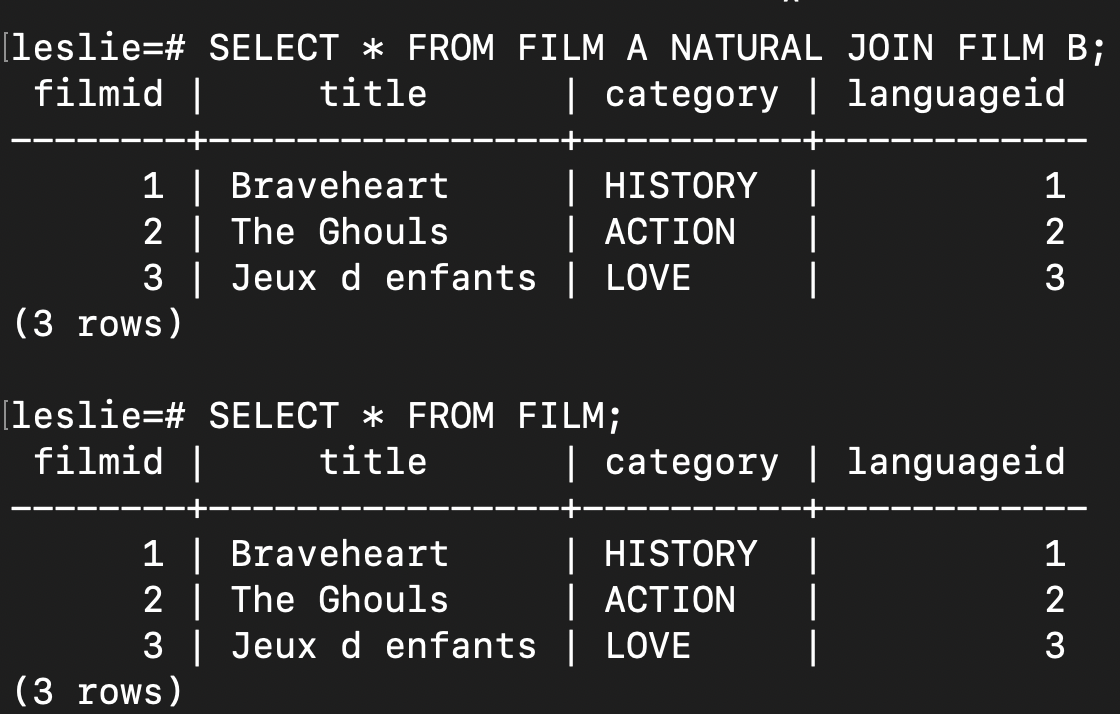 leslie=# SELECT * FROM FILM A NATURAL JOIN FILM B;
 filmid |      title      | category | languageid
--------+-----------------+----------+------------
      1 | Braveheart      | HISTORY  |          1
      2 | The Ghouls      | ACTION   |          2
      3 | Jeux d enfants  | LOVE     |          3
(3 rows)
leslie=# SELECT * FROM FILM;
 filmid |      title      | category | languageid
--------+-----------------+----------+------------
      1 | Braveheart      | HISTORY  |          1
      2 | The Ghouls      | ACTION   |          2
      3 | Jeux d enfants  | LOVE     |          3
(3 rows)